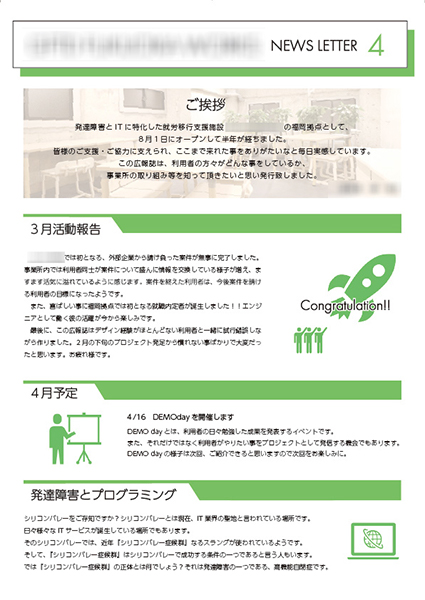 NEWS LETTER 4
ご挨拶
発達障害とITに特化した就労移行支援施設 の福岡拠点として、
8月1日にオープンして半年が経ちました。
皆様のご支援・ご協力に支えられ、ここまで来れた事をありがたいなと毎日実感しています。
この広報誌は、利用者の方々がどんな事をしているか、
事業所の取り組み等を知って頂きたいと思い発行致しました。
3月活動報告
では初となる、外部企業から請け負った案件が無事に完了しました。
事業所内では利用者同士が案件について盛んに情報を交換している様子が増え、ま
すます活気に溢れているように感じます。案件を終えた利用者は、今後案件を請け
る利用者の目標になったようです。
また、喜ばしい事に福岡拠点では初となる就職内定者が誕生しました！！エンジ
ニアとして働く彼の活躍が今から楽しみです。
最後に、この広報誌はデザイン経験がほとんどない利用者と一緒に試行錯誤しな
がら作りました。2月の下旬のプロジェクト発足から慣れない事ばかりで大変だっ
たと思います。お疲れ様です。
Congratulation!!
4月予定
4/16 DEMOdayを開催します
DEMO dayとは、利用者の日々勉強した成果を発表するイベントです。
また、それだけではなく利用者がやりたい事をプロジェクトとして発信する機会でもあります。
DEMO dayの様子は次回、ご紹介できると思いますので次回をお楽しみに。
発達障害とプログラミング
シリコンバレーをご存知ですか？シリコンバレーとは現在、IT業界の聖地と言われている場所です。
日々様々なITサービスが誕生している場所でもあります。
そのシリコンバレーでは、近年『シリコンバレー症候群』なるスラングが使われているようです。
そして、『シリコンバレー症候群』はシリコンバレーで成功する条件の一つであると言う人もいます。
では『シリコンバレー症候群』の正体とは何でしょう？それは発達障害の一つである、高機能自閉症です。